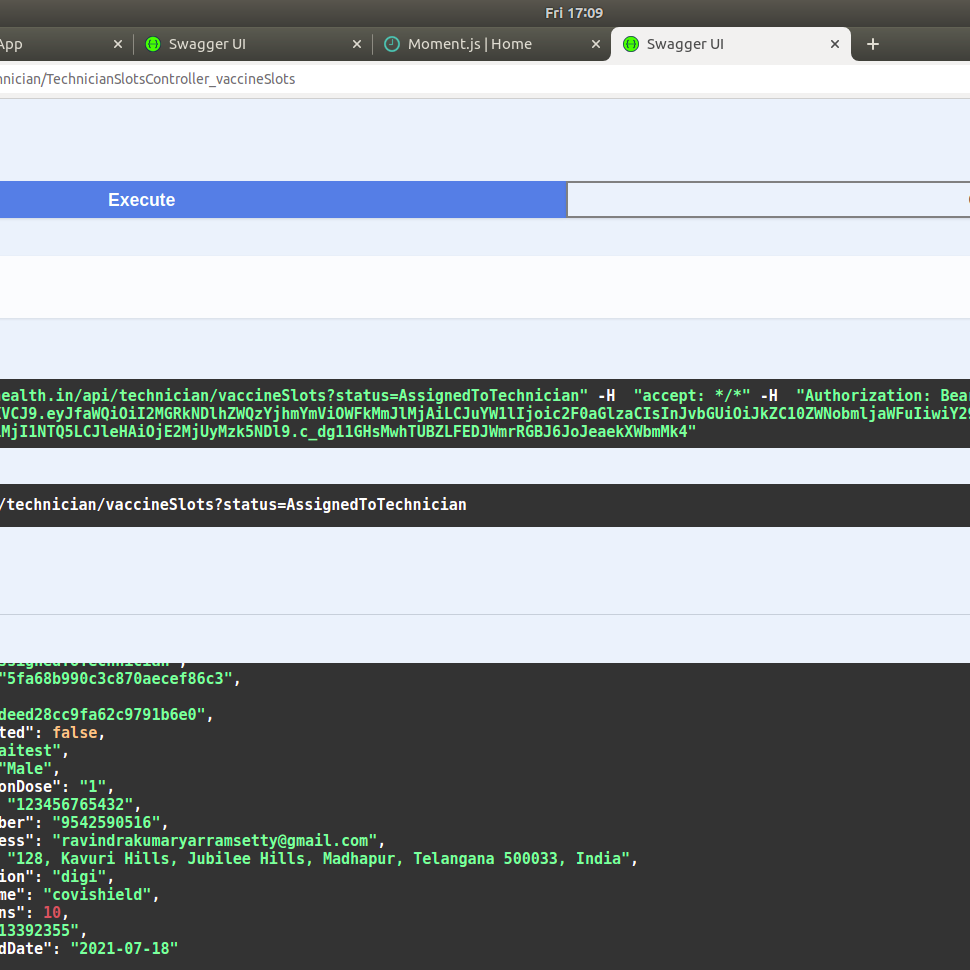 Fri 17:09
App × Swagger UI × Moment.js | Home × Swagger UI × +
nician/TechnicianSlotsController_vaccineSlots
Execute
ealth.in/api/technician/vaccineSlots?status=AssignedToTechnician" -H "accept: */*" -H "Authorization: Bear
VCJ9.eyJfaWQiOiI2MGRkNDlhZWQzYjhmYmViOWFkMmJlMjAiLCJuYW1lIjoic2F0aGlzaCIsInJvbGUiOiJkZC10ZWNobmljaWFuIiwiY29
MjI1NTQ5LCJleHAiOjE2MjUyMzk5NDl9.c_dg11GHsMwhTUBZLFEDJWmrRGBJ6JoJeaekXWbmMk4"
/technician/vaccineSlots?status=AssignedToTechnician
ssignedToTechnician",
"5fa68b990c3c870aecef86c3",
deed28cc9fa62c9791b6e0",
ted": false,
aitest",
"Male",
onDose": "1",
"123456765432",
ber": "9542590516",
ess": "ravindrakumaryarramsetty@gmail.com",
"128, Kavuri Hills, Jubilee Hills, Madhapur, Telangana 500033, India",
ion": "digi",
me": "covishield",
ns": 10,
13392355",
dDate": "2021-07-18"